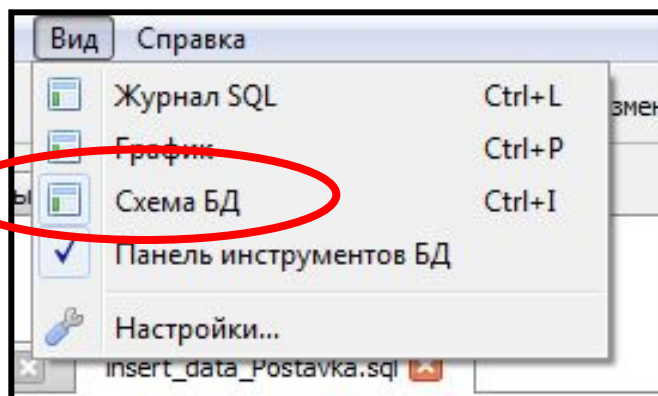 Вид Справка
Журнал SQL Ctrl+L
График Ctrl+P
Схема БД Ctrl+I
Панель инструментов БД
Настройки...
insert_data_Postavka.sql